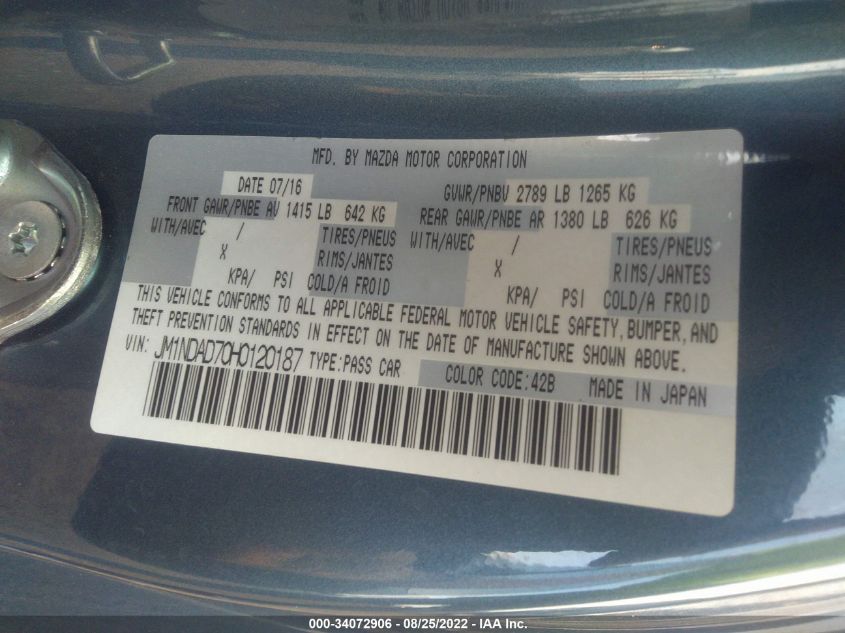 MFD. BY MAZDA MOTOR CORPORATION
DATE 07/16 GVWR/PNBV 2789 LB 1265 KG
FRONT GAWR/PNBE AV 1415 LB 642 KG REAR GAWR/PNBE AR 1380 LB 626 KG
WITH/AVEC / TIRES/PNEUS WITH/AVEC / TIRES/PNEUS
X RIMS/JANTES X RIMS/JANTES
KPA/ PSI COLD/A FROID KPA/ PSI COLD/A FROID
THIS VEHICLE CONFORMS TO ALL APPLICABLE FEDERAL MOTOR VEHICLE SAFETY, BUMPER, AND
THEFT PREVENTION STANDARDS IN EFFECT ON THE DATE OF MANUFACTURE SHOWN ABOVE.
VIN: JM1NDAD70H0120187 TYPE:PASS CAR COLOR CODE:42B MADE IN JAPAN
000-34072906 - 08/25/2022 - IAA Inc.